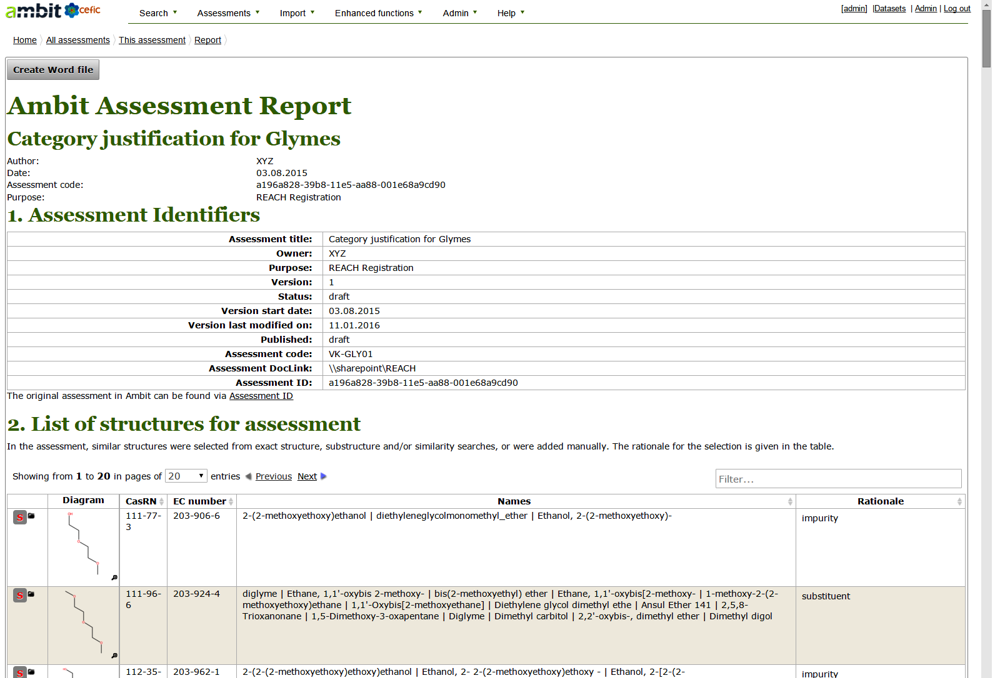 ambit cefic
Search Assessments Import Enhanced functions Admin Help
[admin] |Datasets | Admin | Log out
Home All assessments This assessment Report
Create Word file
Ambit Assessment Report
Category justification for Glymes
Author: XYZ
Date: 03.08.2015
Assessment code: a196a828-39b8-11e5-aa88-001e68a9cd90
Purpose: REACH Registration
1. Assessment Identifiers
Assessment title: Category justification for Glymes
Owner: XYZ
Purpose: REACH Registration
Version: 1
Status: draft
Version start date: 03.08.2015
Version last modified on: 11.01.2016
Published: draft
Assessment code: VK-GLY01
Assessment DocLink: \\sharepoint\REACH
Assessment ID: a196a828-39b8-11e5-aa88-001e68a9cd90
The original assessment in Ambit can be found via Assessment ID
2. List of structures for assessment
In the assessment, similar structures were selected from exact structure, substructure and/or similarity searches, or were added manually. The rationale for the selection is given in the table.
Showing from 1 to 20 in pages of 20 entries Previous Next
Filter...
Diagram CasRN EC number Names Rationale
S OH 111-77- 203-906-6 2-(2-methoxyethoxy)ethanol | diethyleneglycolmonomethyl_ether | Ethanol, 2-(2-methoxyethoxy)- impurity
3
O
O
S 111-96- 203-924-4 diglyme | Ethane, 1,1'-oxybis 2-methoxy- | bis(2-methoxyethyl) ether | Ethane, 1,1'-oxybis[2-methoxy- | 1-methoxy-2-(2- substituent
O 6 methoxyethoxy)ethane | 1,1'-Oxybis[2-methoxyethane] | Diethylene glycol dimethyl ethe | Ansul Ether 141 | 2,5,8-
Trioxanonane | 1,5-Dimethoxy-3-oxapentane | Diglyme | Dimethyl carbitol | 2,2'-oxybis-, dimethyl ether | Dimethyl digol
O
O
S 112-35- 203-962-1 2-(2-(2-methoxyethoxy)ethoxy)ethanol | Ethanol, 2- 2-(2-methoxyethoxy)ethoxy - | Ethanol, 2-[2-(2- impurity